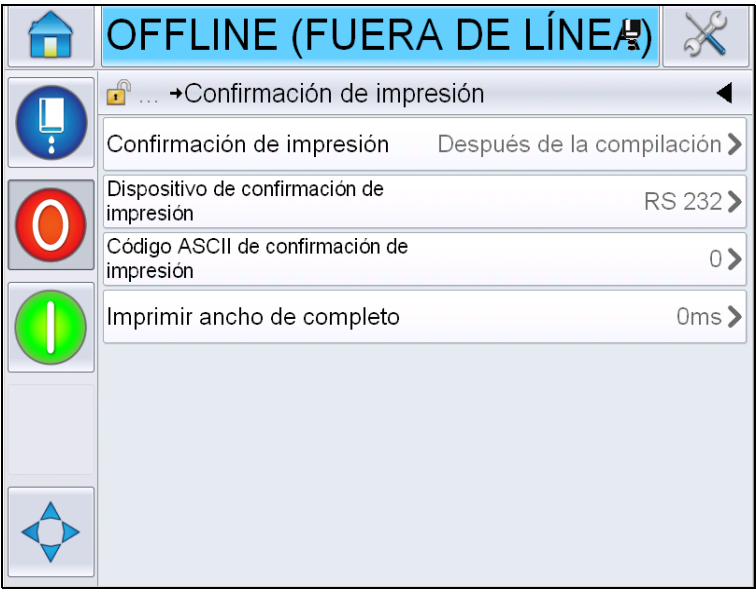 OFFLINE (FUERA DE LÍNEA)
... →Confirmación de impresión
Confirmación de impresión Después de la compilación
Dispositivo de confirmación de
impresión RS 232
Código ASCII de confirmación de
impresión 0
Imprimir ancho de completo 0ms